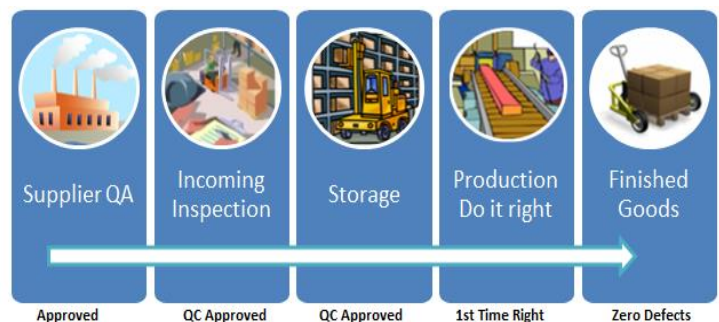 Supplier QA
Incoming
Inspection
Storage
Production
Do it right
Finished
Goods
Approved
QC Approved
QC Approved
1st Time Right
Zero Defects